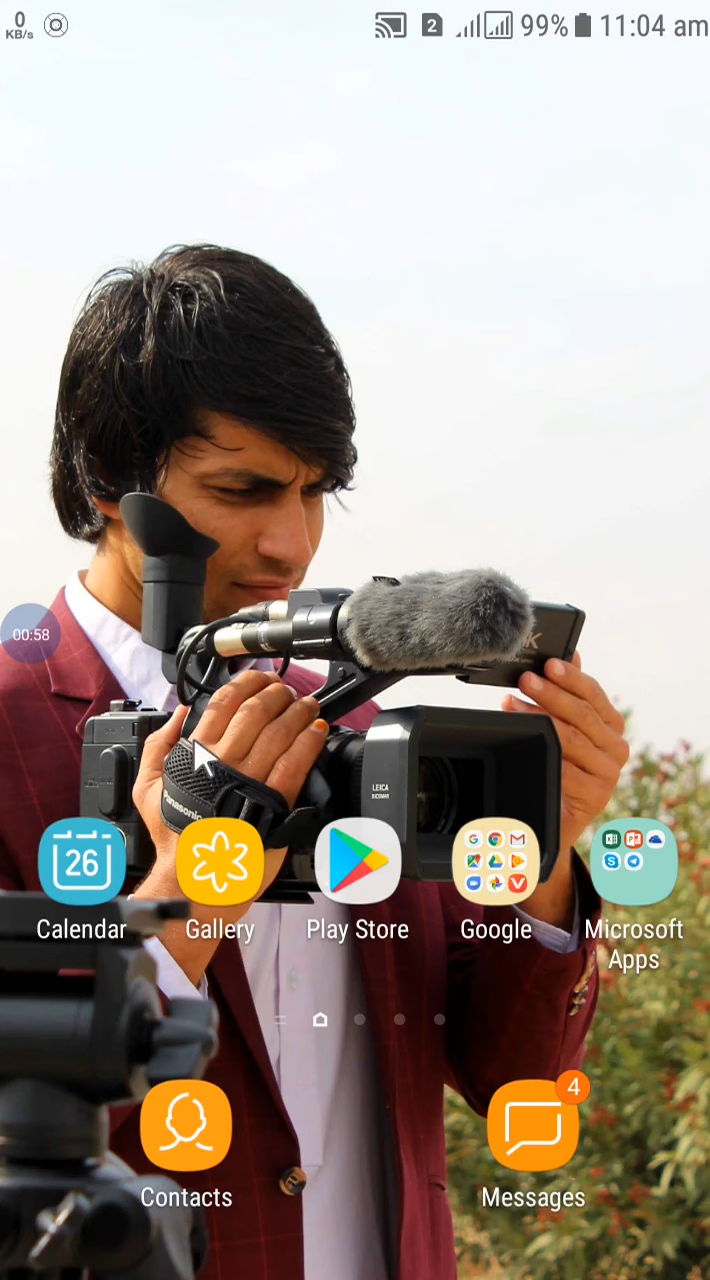 0
KB/s
2
99%
11:04 am
K
00:58
LEICA
DICOMAR
Panasonic
26
Calendar
Gallery
Play Store
Google
Microsoft
Apps
4
Contacts
Messages